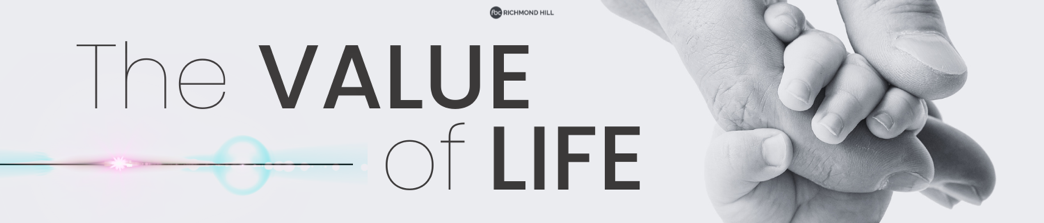 fbc RICHMOND HILL
The VALUE
of LIFE